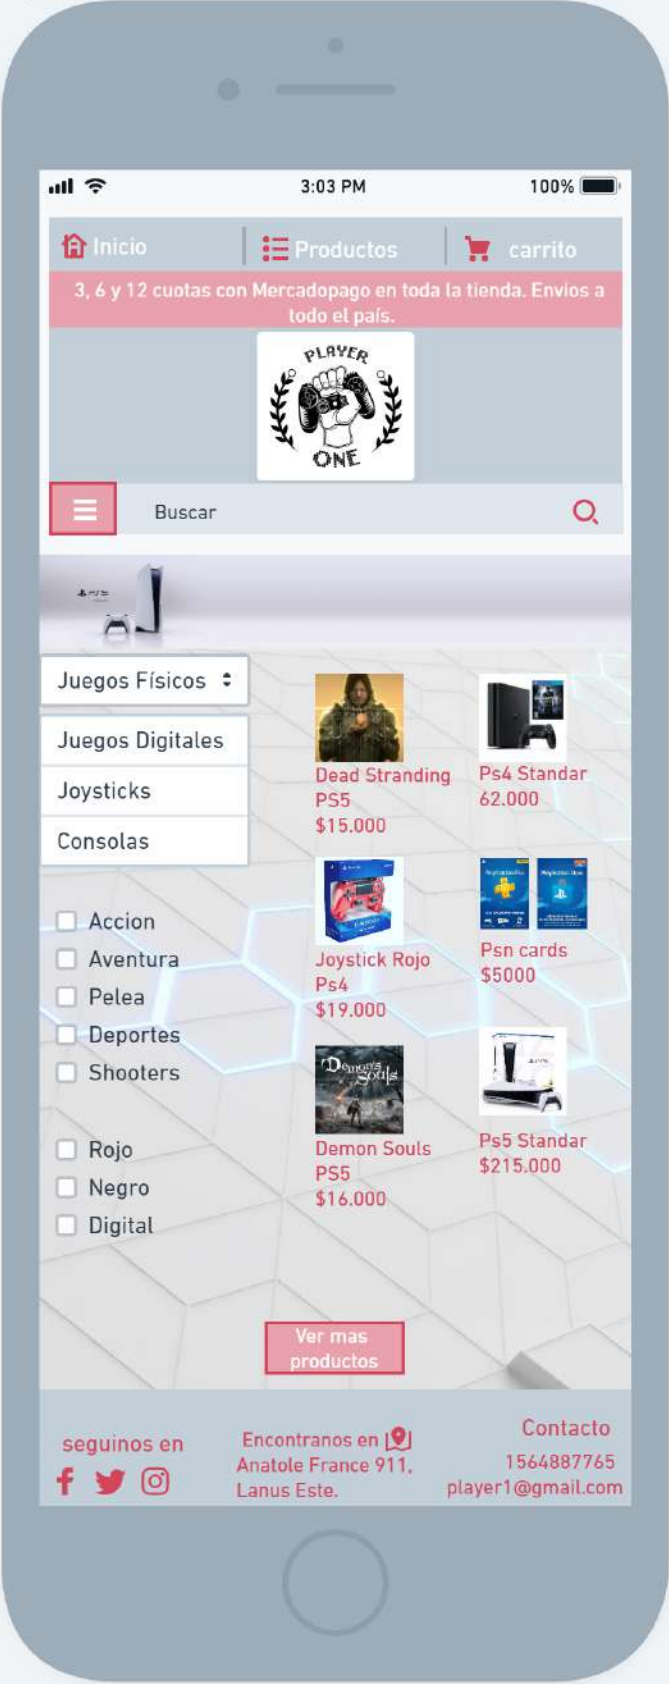 3:03 PM
100%
Inicio
Productos
carrito
3, 6 y 12 cuotas con Mercadopago en toda la tienda. Envios a
todo el país.
PLAYER
ONE
Buscar
PS5
Juegos Físicos
Juegos Digitales
Joysticks
Consolas
Accion
Aventura
Pelea
Deportes
Shooters
Rojo
Negro
Digital
Dead Stranding
PS5
$15.000
Ps4 Standar
62.000
Joystick Rojo
Ps4
$19.000
Psn cards
$5000
Demon's
Souls
Demon Souls
PS5
$16.000
Ps5 Standar
$215.000
Ver mas
productos
seguinos en
Encontranos en
Anatole France 911,
Lanus Este.
Contacto
1564887765
player1@gmail.com